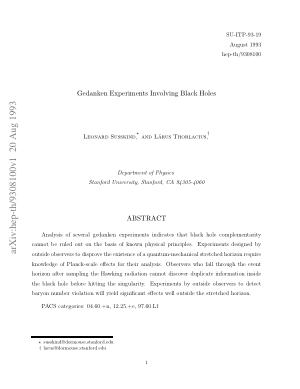 SU-ITP-93-19
August 1993
hep-th/9308100
Gedanken Experiments Involving Black Holes
Leonard Susskind,* and Lárus Thorlacius,†
Department of Physics
Stanford University, Stanford, CA 94305-4060
ABSTRACT
Analysis of several gedanken experiments indicates that black hole complementarity
cannot be ruled out on the basis of known physical principles. Experiments designed by
outside observers to disprove the existence of a quantum-mechanical stretched horizon require
knowledge of Planck-scale effects for their analysis. Observers who fall through the event
horizon after sampling the Hawking radiation cannot discover duplicate information inside
the black hole before hitting the singularity. Experiments by outside observers to detect
baryon number violation will yield significant effects well outside the stretched horizon.
PACS categories: 04.60.+n, 12.25.+e, 97.60.Lf
* susskind@dormouse.stanford.edu
† larus@dormouse.stanford.edu
1
arXiv:hep-th/9308100v1 20 Aug 1993